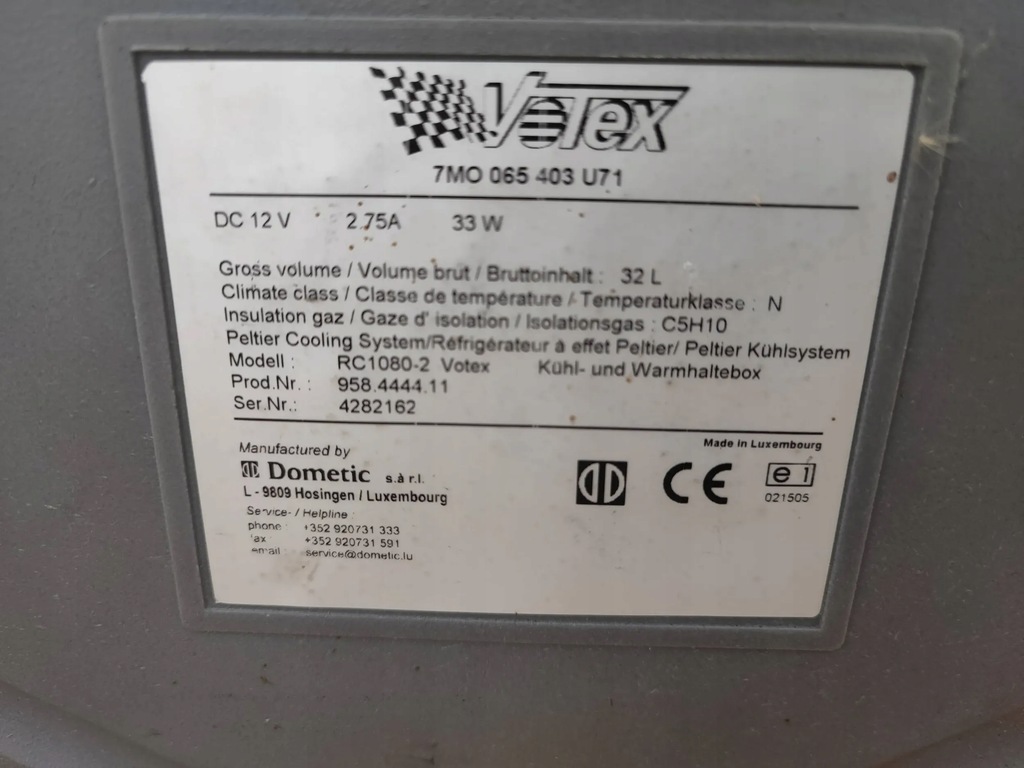 VOTEX
7MO 065 403 U71
DC 12 V 2.75A 33 W
Gross volume / Volume brut / Bruttoinhalt : 32 L
Climate class / Classe de température / Temperaturklasse : N
Insulation gaz / Gaze d' isolation / Isolationsgas : C5H10
Peltier Cooling System/Réfrigérateur à effet Peltier/ Peltier Kühlsystem
Modell : RC1080-2 Votex Kühl- und Warmhaltebox
Prod.Nr. : 958.4444.11
Ser.Nr.: 4282162
Made in Luxembourg
Manufactured by
Dometic s.à r.l.
L - 9809 Hosingen / Luxembourg
CE
e 1
021505
Service- / Helpline :
phone : +352 920731 333
fax +352 920731 591
email : service@dometic.lu